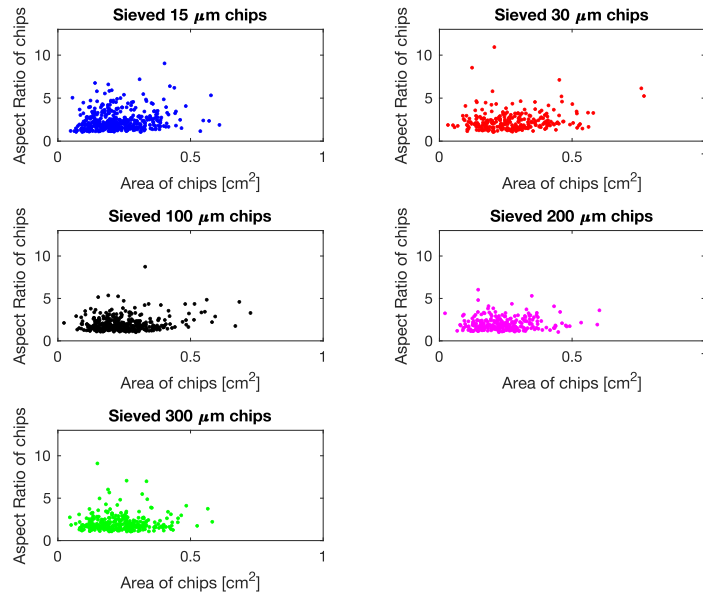 Sieved 15 μm chips
Aspect Ratio of chips
10
5
0
0
0.5
1
Area of chips [cm²]
Sieved 30 μm chips
Aspect Ratio of chips
10
5
0
0
0.5
1
Area of chips [cm²]
Sieved 100 μm chips
Aspect Ratio of chips
10
5
0
0
0.5
1
Area of chips [cm²]
Sieved 200 μm chips
Aspect Ratio of chips
10
5
0
0
0.5
1
Area of chips [cm²]
Sieved 300 μm chips
Aspect Ratio of chips
10
5
0
0
0.5
1
Area of chips [cm²]